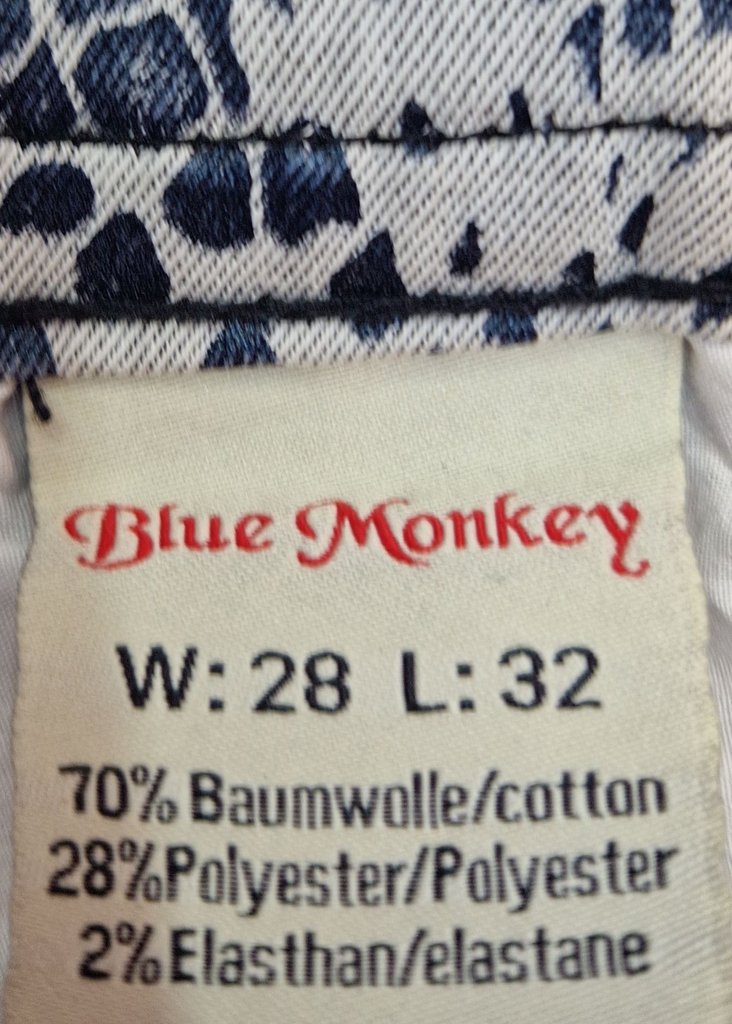 Blue Monkey
W: 28 L: 32
70% Baumwolle/cotton
28%Polyester/Polyester
2%Elasthan/elastane